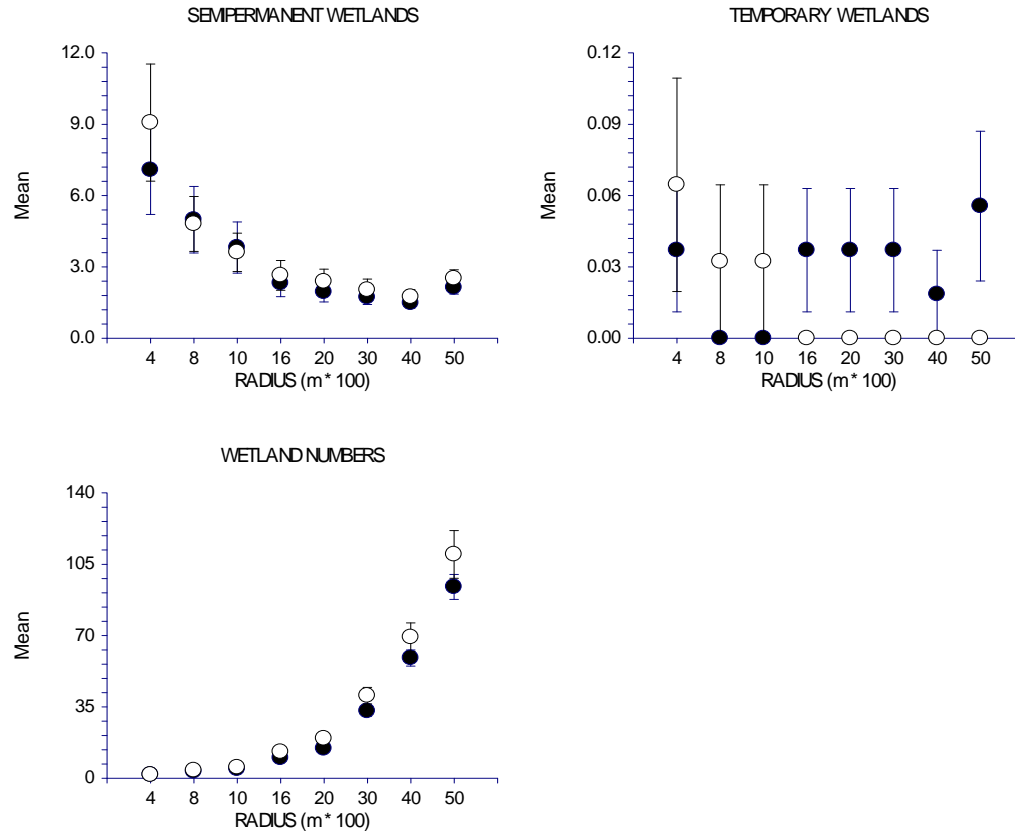 SEMIPERMANENT WETLANDS
12.0
9.0
6.0
3.0
0.0
Mean
4 8 10 16 20 30 40 50
RADIUS (m * 100)
TEMPORARY WETLANDS
0.12
0.09
0.06
0.03
0.00
Mean
4 8 10 16 20 30 40 50
RADIUS (m * 100)
WETLAND NUMBERS
140
105
70
35
0
Mean
4 8 10 16 20 30 40 50
RADIUS (m * 100)